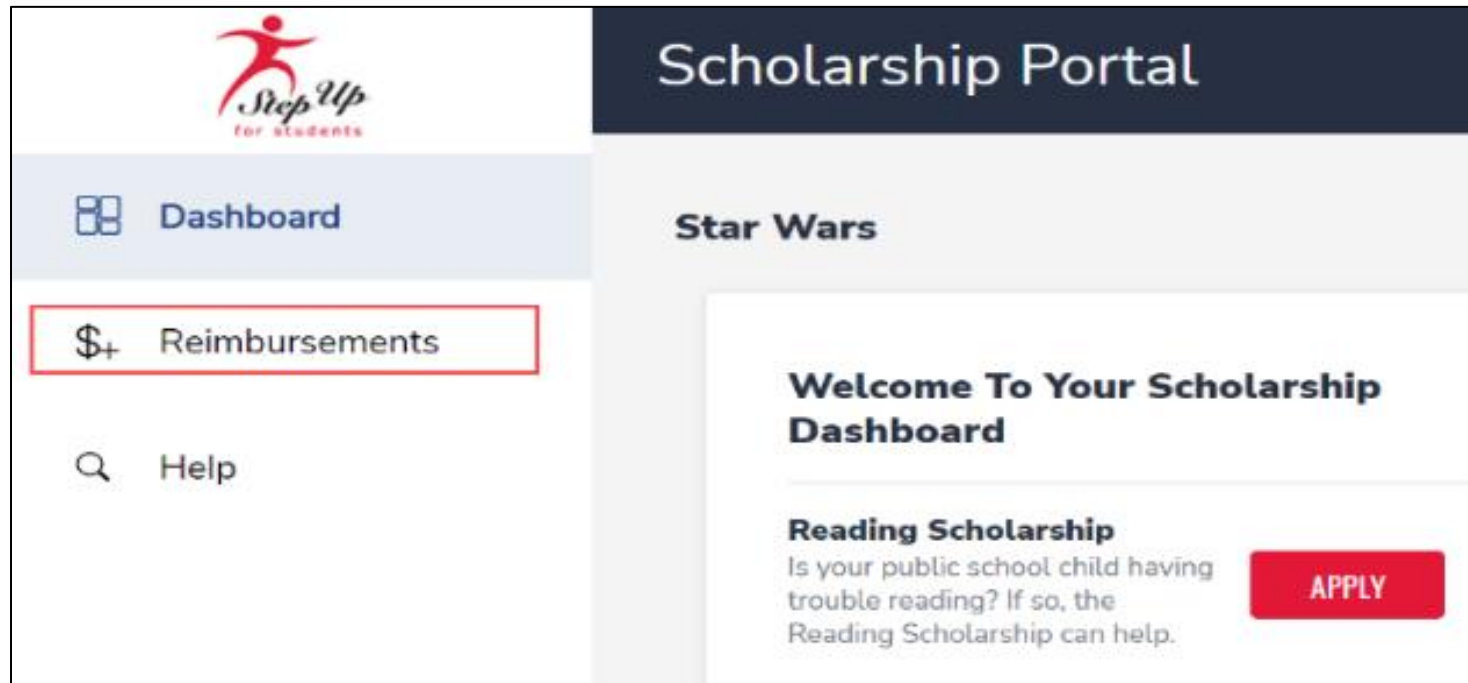 Step Up
for students
Scholarship Portal
Dashboard
Star Wars
$+ Reimbursements
Welcome To Your Scholarship
Dashboard
Help
Reading Scholarship
Is your public school child having
trouble reading? If so, the
Reading Scholarship can help.
APPLY